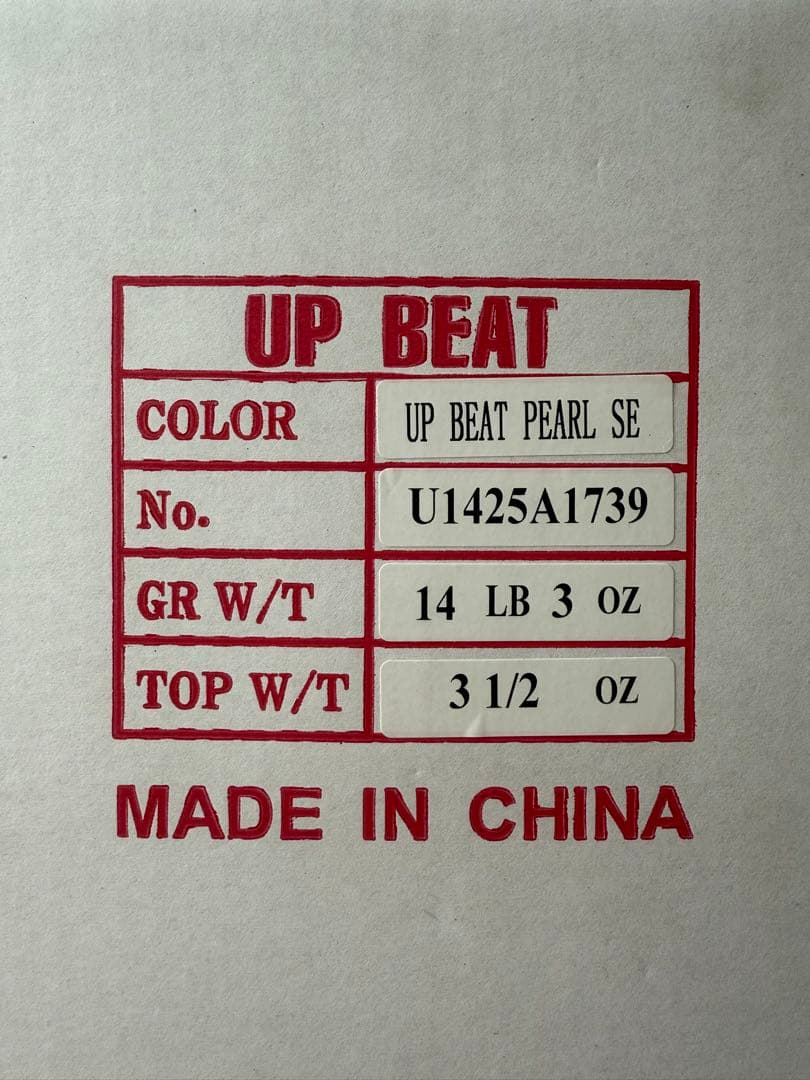 UP BEAT
COLOR UP BEAT PEARL SE
No. U1425A1739
GR W/T 14 LB 3 OZ
TOP W/T 3 1/2 OZ
MADE IN CHINA